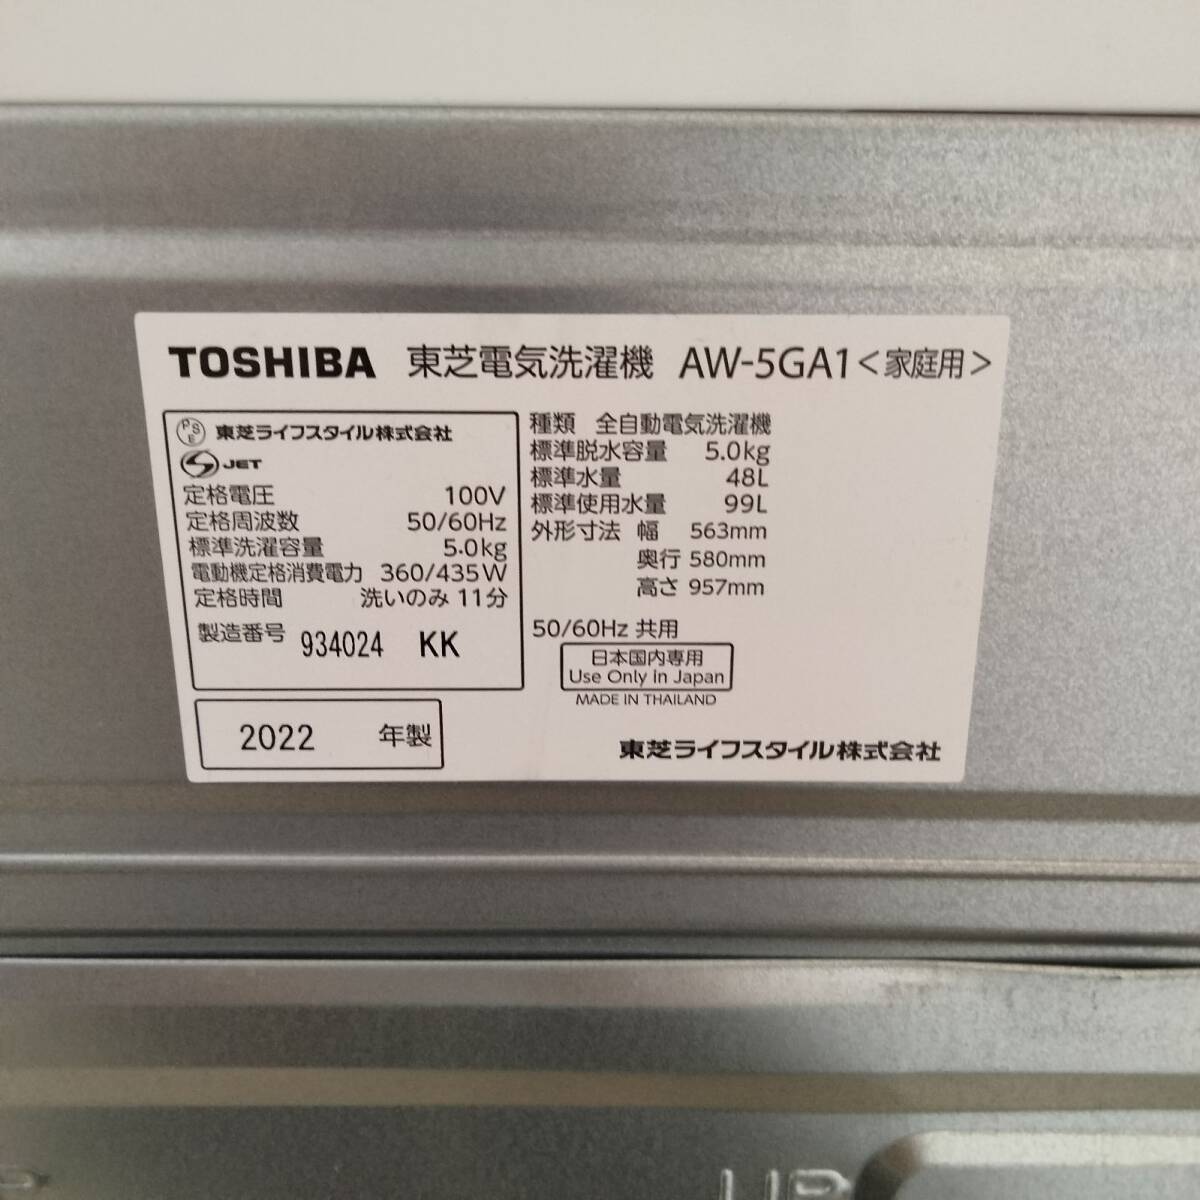 TOSHIBA 東芝電気洗濯機 AW-5GA1<家庭用>
PSE 東芝ライフスタイル株式会社
S JET
定格電圧 100V
定格周波数 50/60Hz
標準洗濯容量 5.0kg
電動機定格消費電力 360/435W
定格時間 洗いのみ 11分
製造番号 934024 KK
2022 年製
種類 全自動電気洗濯機
標準脱水容量 5.0kg
標準水量 48L
標準使用水量 99L
外形寸法 幅 563mm
奥行 580mm
高さ 957mm
50/60Hz 共用
日本国内専用
Use Only in Japan
MADE IN THAILAND
東芝ライフスタイル株式会社
UP